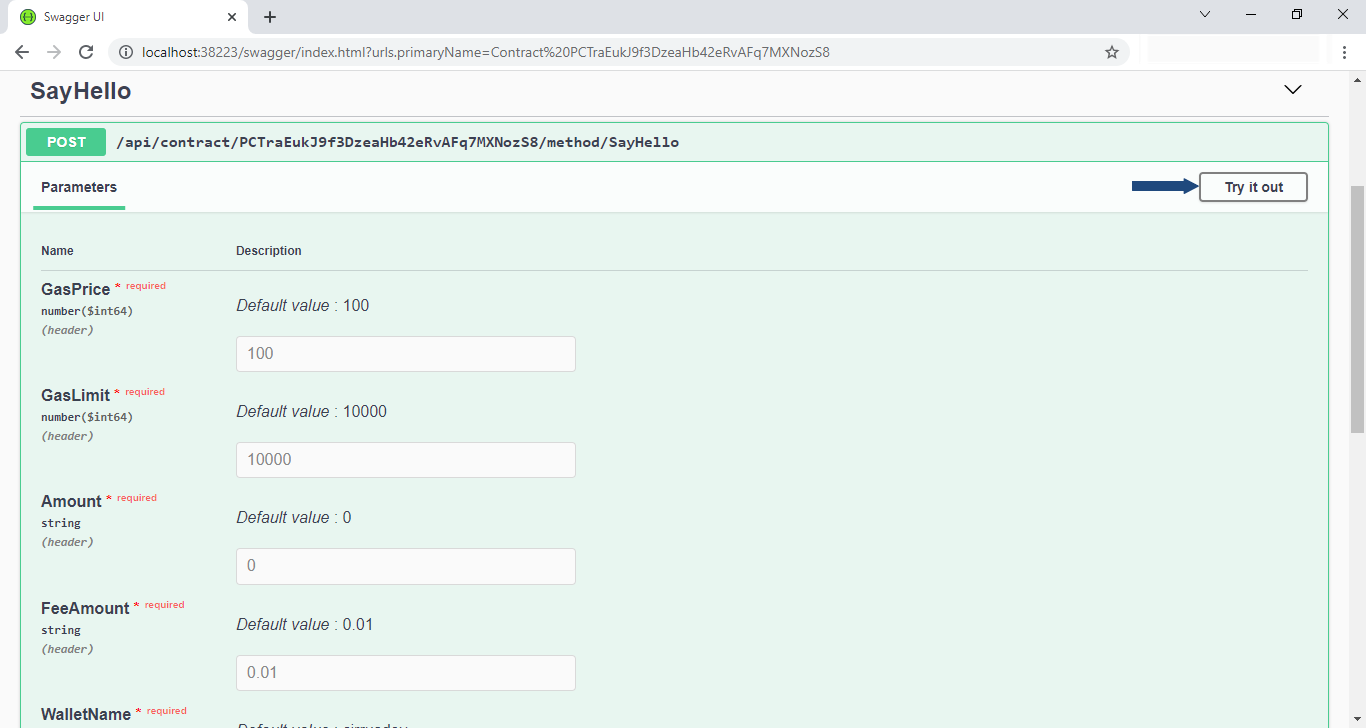 Swagger UI
localhost:38223/swagger/index.html?urls.primaryName=Contract%20PCTraEukJ9f3DzeaHb42eRvAFq7MXNozS8
SayHello
POST /api/contract/PCTraEukJ9f3DzeaHb42eRvAFq7MXNozS8/method/SayHello
Parameters Try it out
Name Description
GasPrice * required
number($int64)
(header)
Default value : 100
100
GasLimit * required
number($int64)
(header)
Default value : 10000
10000
Amount * required
string
(header)
Default value : 0
0
FeeAmount * required
string
(header)
Default value : 0.01
0.01
WalletName * required
Default value :